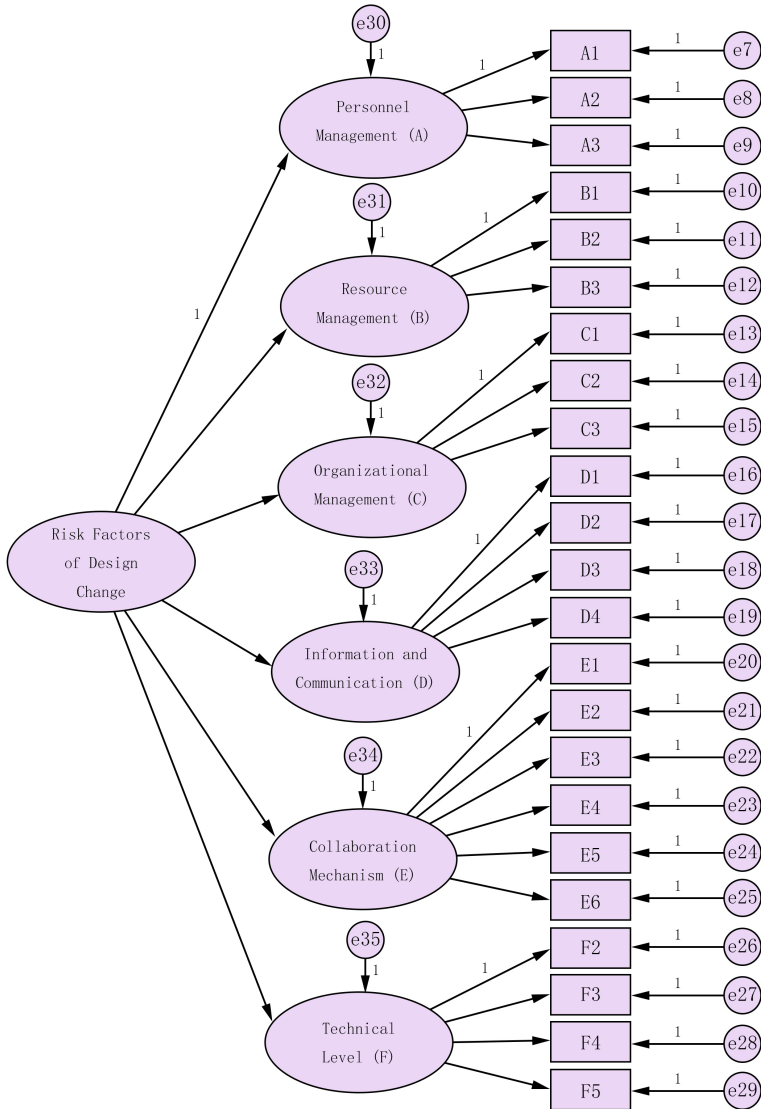 e30
1
Personnel
Management (A)
1
A1
1
e7
A2
1
e8
A3
1
e9
e31
1
Resource
Management (B)
1
B1
1
e10
B2
1
e11
B3
1
e12
e32
1
Organizational
Management (C)
1
C1
1
e13
C2
1
e14
C3
1
e15
1
Risk Factors
of Design
Change
e33
1
Information and
Communication (D)
1
D1
1
e16
D2
1
e17
D3
1
e18
D4
1
e19
e34
1
Collaboration
Mechanism (E)
1
E1
1
e20
E2
1
e21
E3
1
e22
E4
1
e23
E5
1
e24
E6
1
e25
e35
1
Technical
Level (F)
1
F2
1
e26
F3
1
e27
F4
1
e28
F5
1
e29